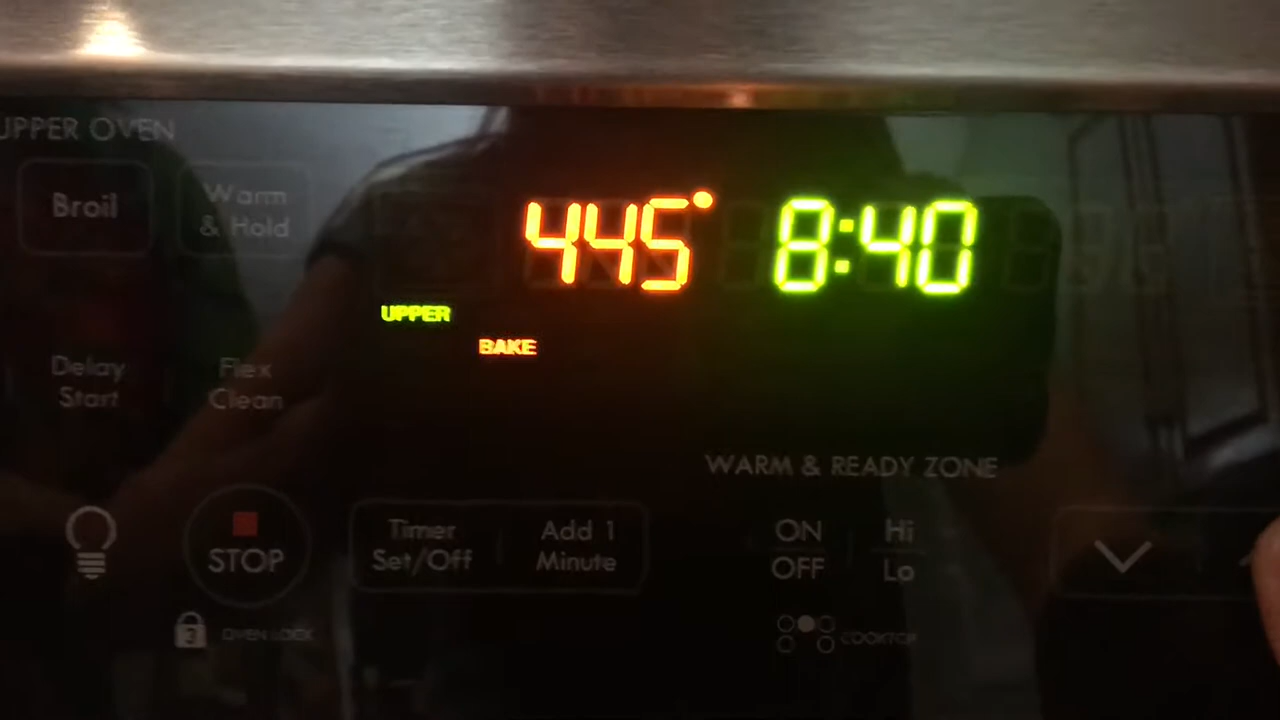 UPPER OVEN
Broil
Warm
& Hold
445° 8:40
UPPER
BAKE
Delay
Start
Flex
Clean
WARM & READY ZONE
STOP
Timer
Set/Off
Add 1
Minute
ON
OFF
Hi
Lo
3
OVEN LOCK
COOKTOP